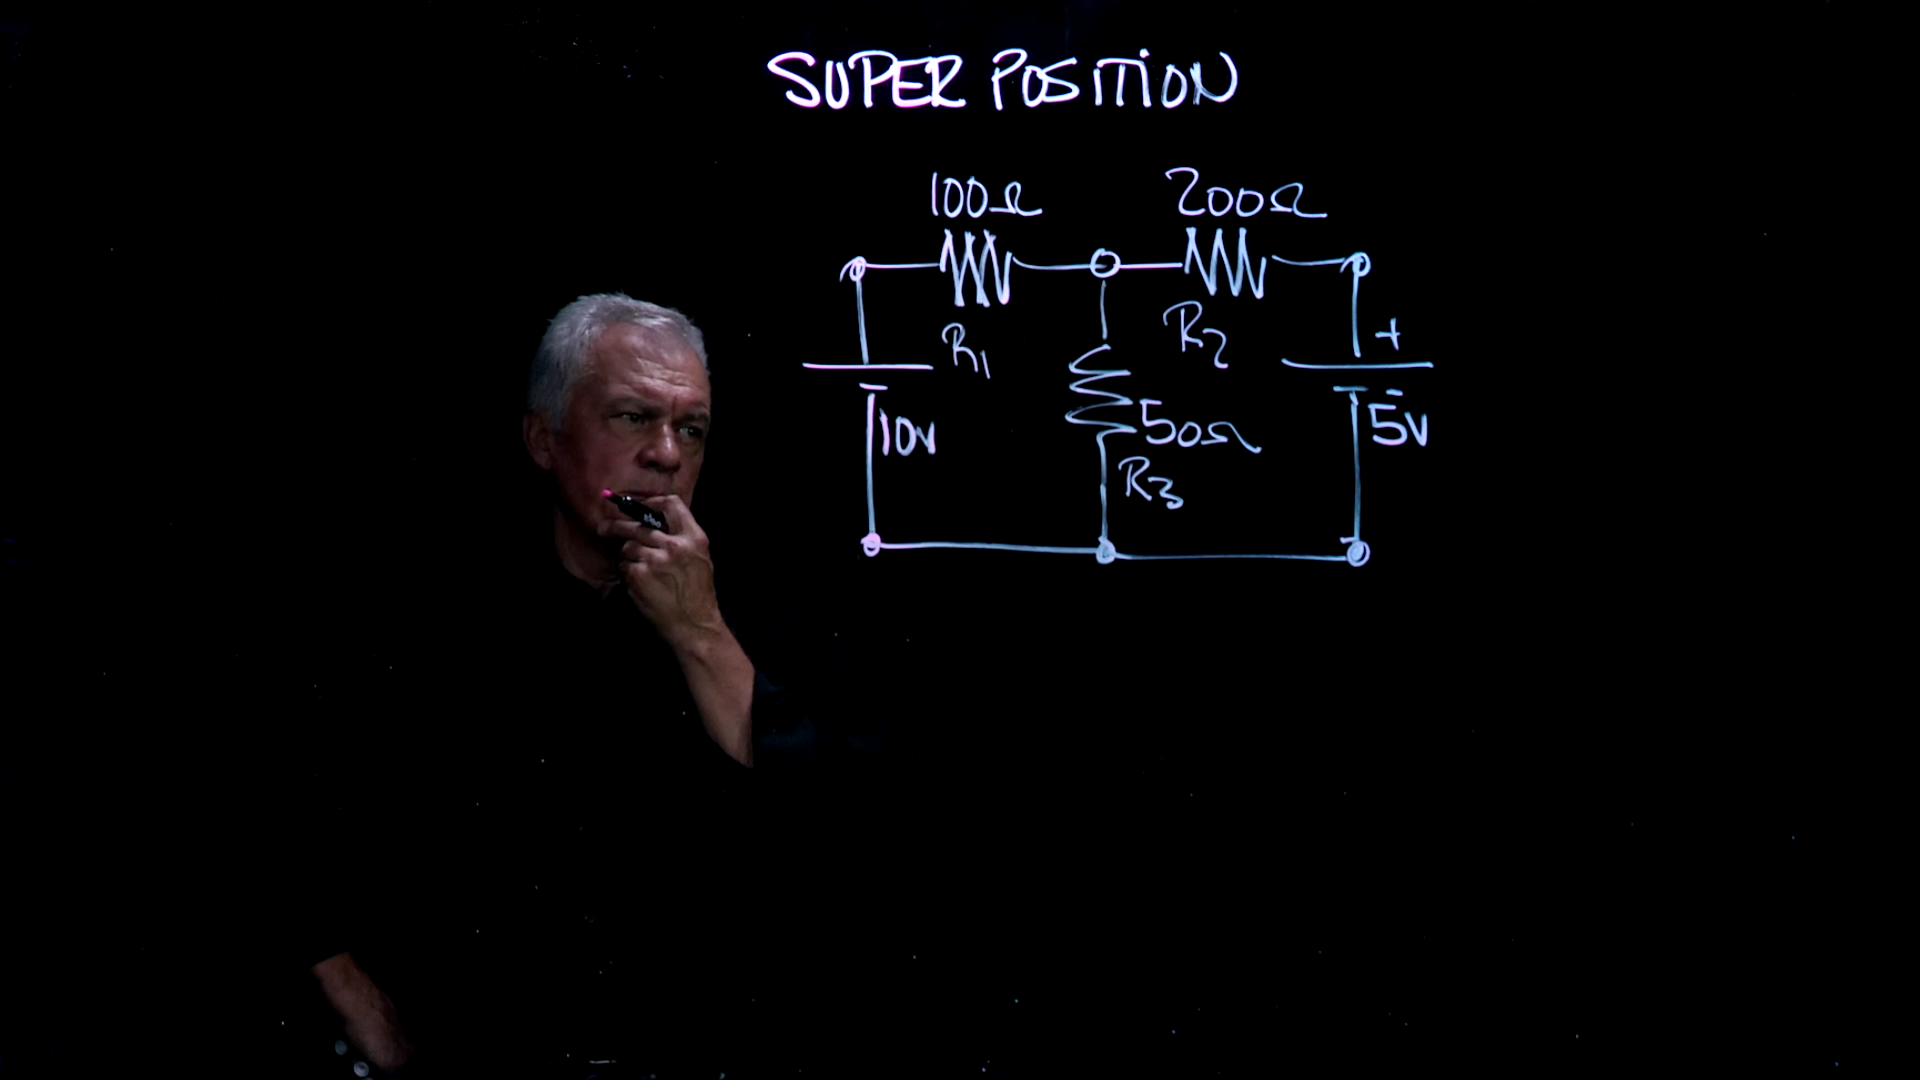 SUPER POSITION
100Ω 200Ω
R1 R2 +
-
10V 50Ω 5V
R3